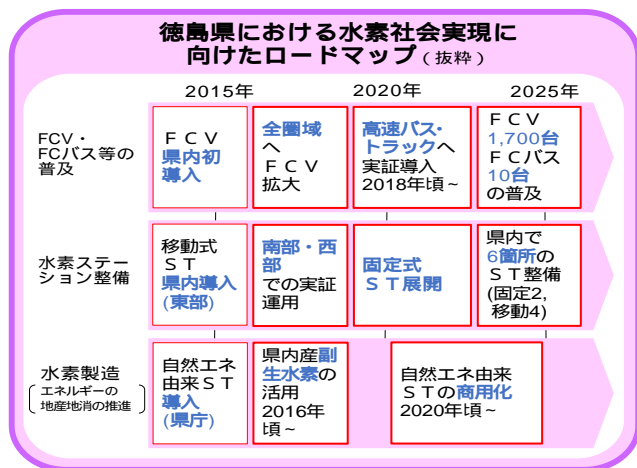 徳島県における水素社会実現に
向けたロードマップ(抜粋)
2015年
2020年
2025年
FCV・
FCバス等の
普及
ＦＣＶ
県内初
導入
全圏域
へ
ＦＣＶ
拡大
高速バス・
トラックへ
実証導入
2018年頃~
ＦＣＶ
1,700台
ＦＣバス
10台
の普及
水素ステー
ション整備
移動式
ＳＴ
県内導入
(東部)
南部・西
部
での実証
運用
固定式
ＳＴ展開
県内で
6箇所の
ＳＴ整備
(固定2,
移動4)
水素製造
エネルギーの
地産地消の推進
自然エネ
由来ＳＴ
導入
(県庁)
県内産副
生水素の
活用
2016年
頃~
自然エネ由来
ＳＴの商用化
2020年頃~